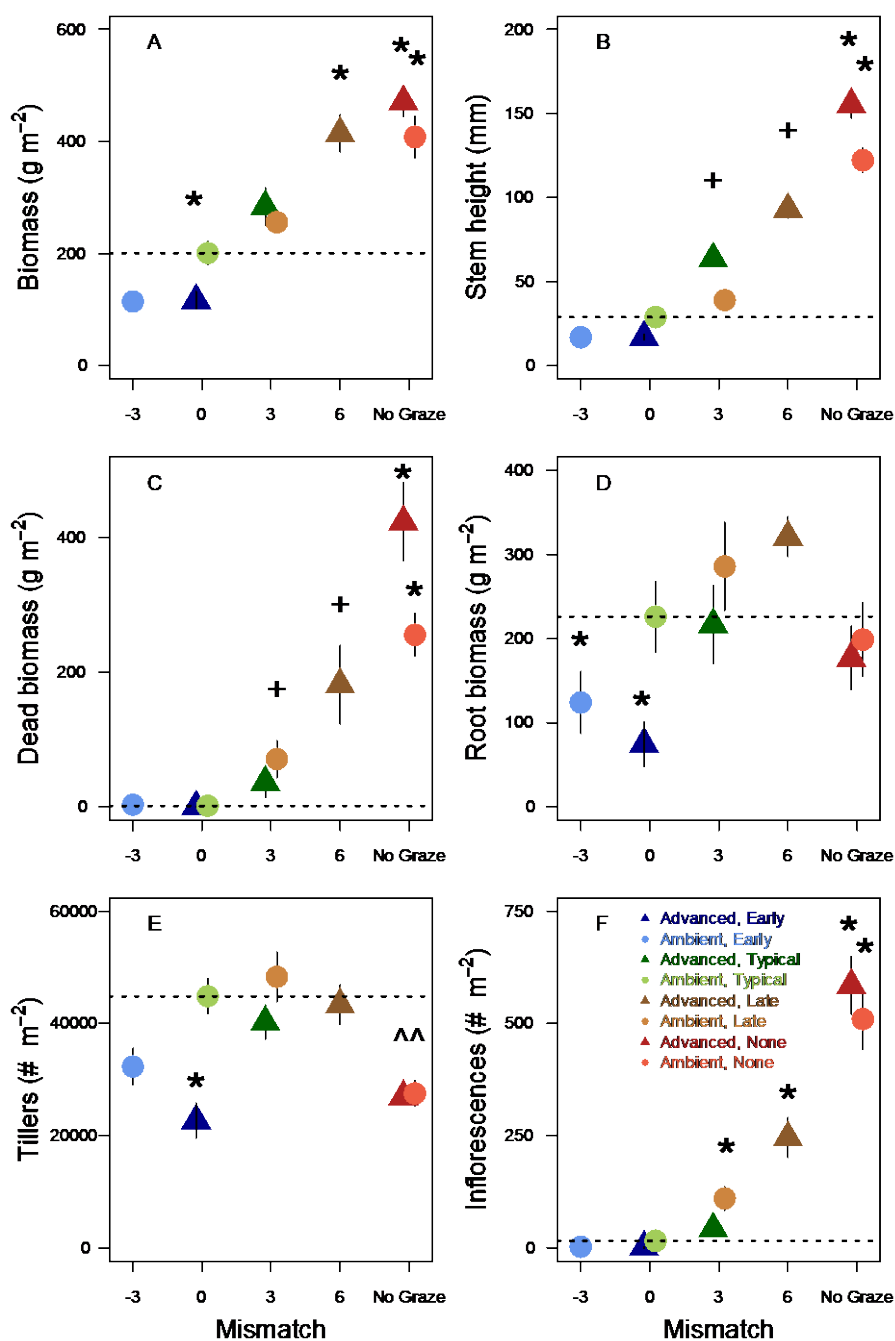 A
Biomass (g m⁻²)
600
400
200
0
* * * *
-3 0 3 6 No Graze
B
Stem height (mm)
200
150
100
50
0
+ + * *
-3 0 3 6 No Graze
C
Dead biomass (g m⁻²)
400
200
0
+ + * *
-3 0 3 6 No Graze
D
Root biomass (g m⁻²)
400
300
200
100
0
* *
-3 0 3 6 No Graze
E
Tillers (# m⁻²)
60000
40000
20000
0
* ^^
-3 0 3 6 No Graze
Mismatch
F
Inflorescences (# m⁻²)
750
500
250
0
Advanced, Early
Ambient, Early
Advanced, Typical
Ambient, Typical
Advanced, Late
Ambient, Late
Advanced, None
Ambient, None
* * * *
-3 0 3 6 No Graze
Mismatch